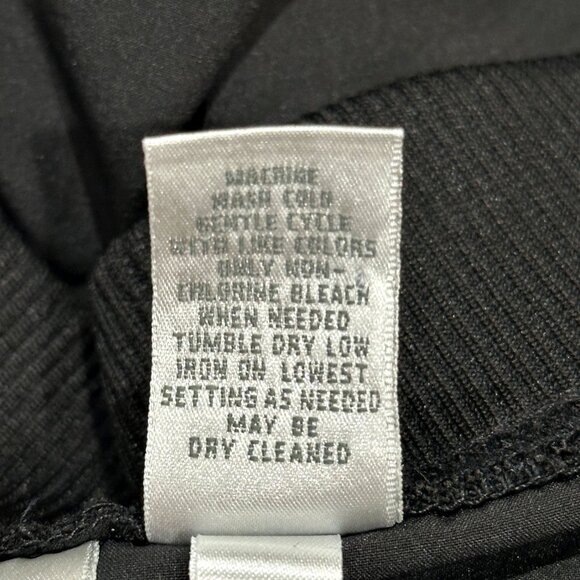 MACHINE
WASH COLD
GENTLE CYCLE
WITH LIKE COLORS
ONLY NON-
CHLORINE BLEACH
WHEN NEEDED
TUMBLE DRY LOW
IRON ON LOWEST
SETTING AS NEEDED
MAY BE
DRY CLEANED